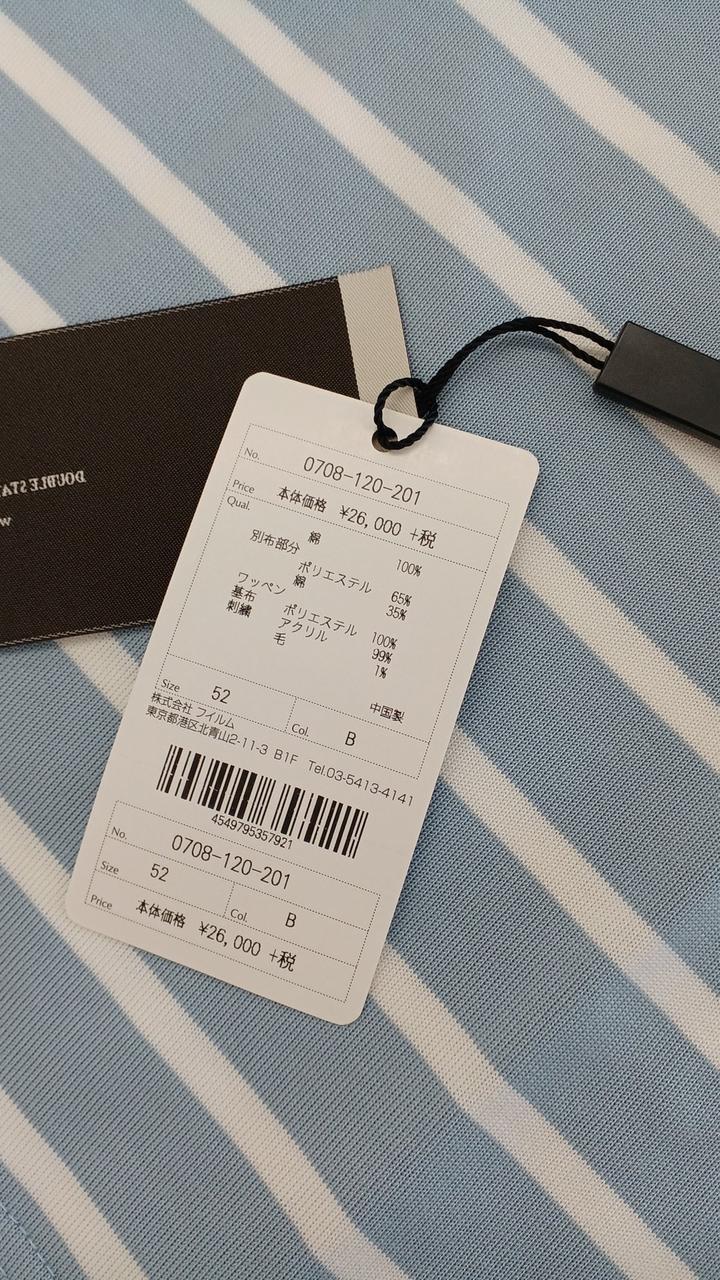 DOUBLE STA
w
No. 0708-120-201
Price 本体価格 ¥26,000 +税
Qual.
綿 100%
別布部分
ポリエステル 65%
綿 35%
ワッペン
基布 ポリエステル 100%
刺繍 アクリル 99%
毛 1%
中国製
Size 52 Col. B
株式会社 フイルム
東京都港区北青山2-11-3 B1F Tel.03-5413-4141
4549795357921
No. 0708-120-201
Size 52 Col. B
Price 本体価格 ¥26,000 +税